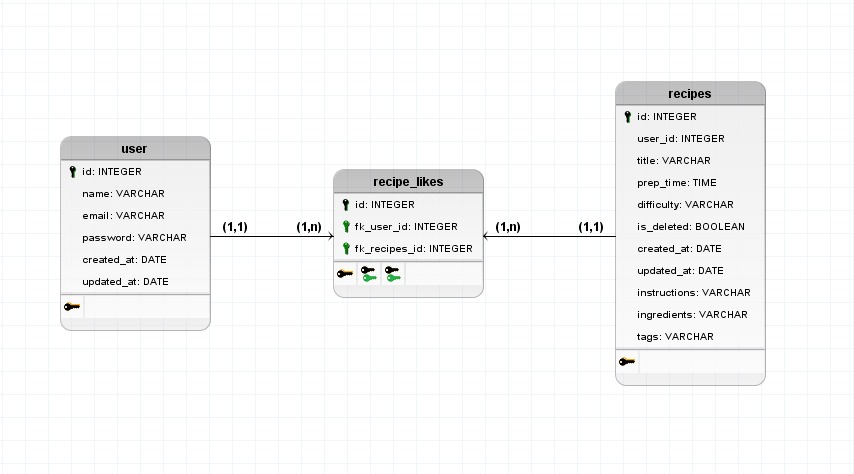 user
id: INTEGER
name: VARCHAR
email: VARCHAR
password: VARCHAR
created_at: DATE
updated_at: DATE
(1,1)
(1,n)
recipe_likes
id: INTEGER
fk_user_id: INTEGER
fk_recipes_id: INTEGER
(1,n)
(1,1)
recipes
id: INTEGER
user_id: INTEGER
title: VARCHAR
prep_time: TIME
difficulty: VARCHAR
is_deleted: BOOLEAN
created_at: DATE
updated_at: DATE
instructions: VARCHAR
ingredients: VARCHAR
tags: VARCHAR